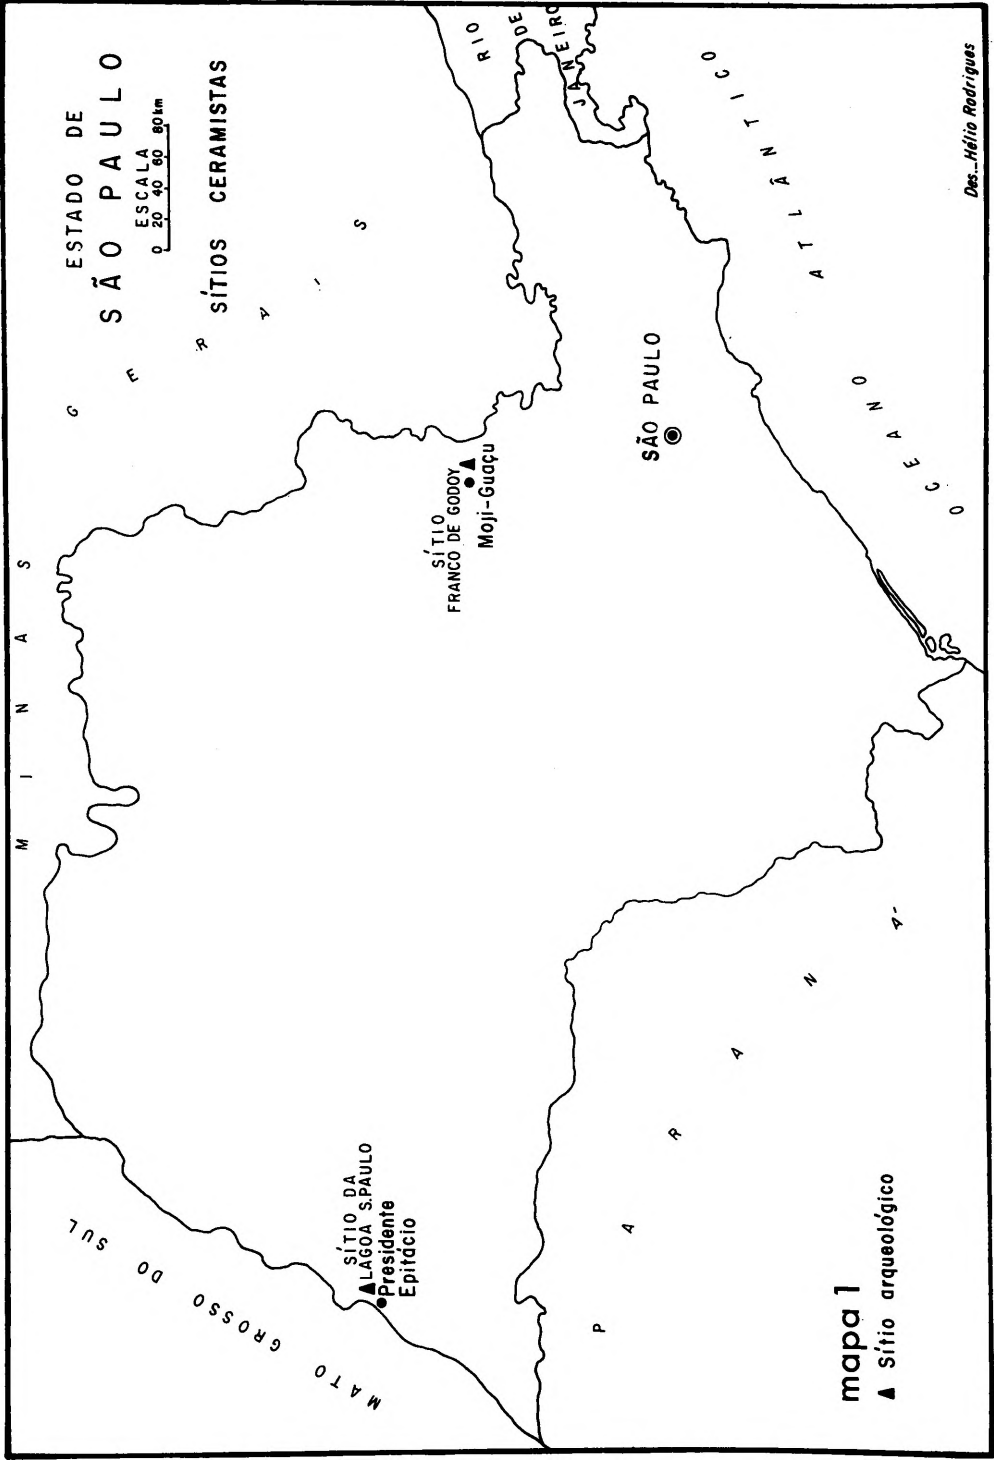 ESTADO DE
SÃO PAULO
ESCALA
0 20 40 60 80km
SÍTIOS CERAMISTAS
MINAS
GERAIS
RIO
DE
JANEIRO
MATO GROSSO DO SUL
SÍTIO
FRANCO DE GODOY
Moji-Guaçu
SÃO PAULO
SÍTIO DA
LAGOA S.PAULO
Presidente
Epitácio
OCEANO ATLÂNTICO
PARANÁ
mapa 1
Sítio arqueológico
Des._Hélio Rodrigues